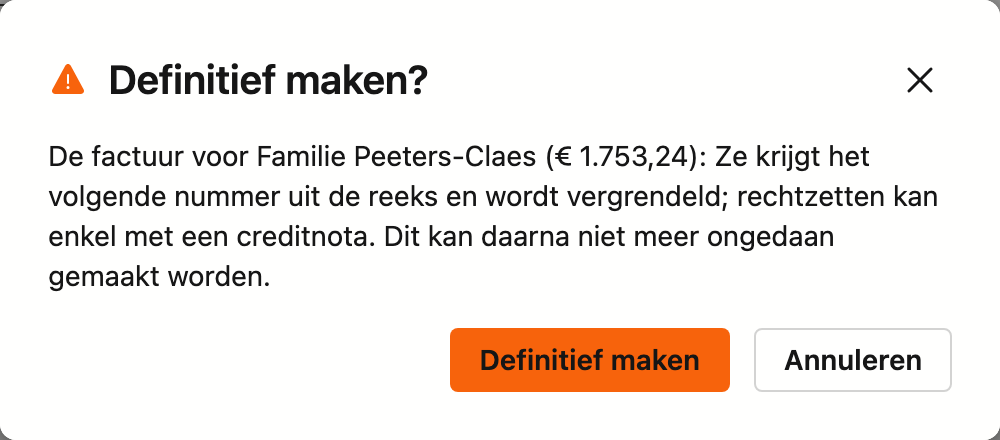 Definitief maken?
De factuur voor Familie Peeters-Claes (€ 1.753,24): Ze krijgt het
volgende nummer uit de reeks en wordt vergrendeld; rechtzetten kan
enkel met een creditnota. Dit kan daarna niet meer ongedaan
gemaakt worden.
Definitief maken
Annuleren